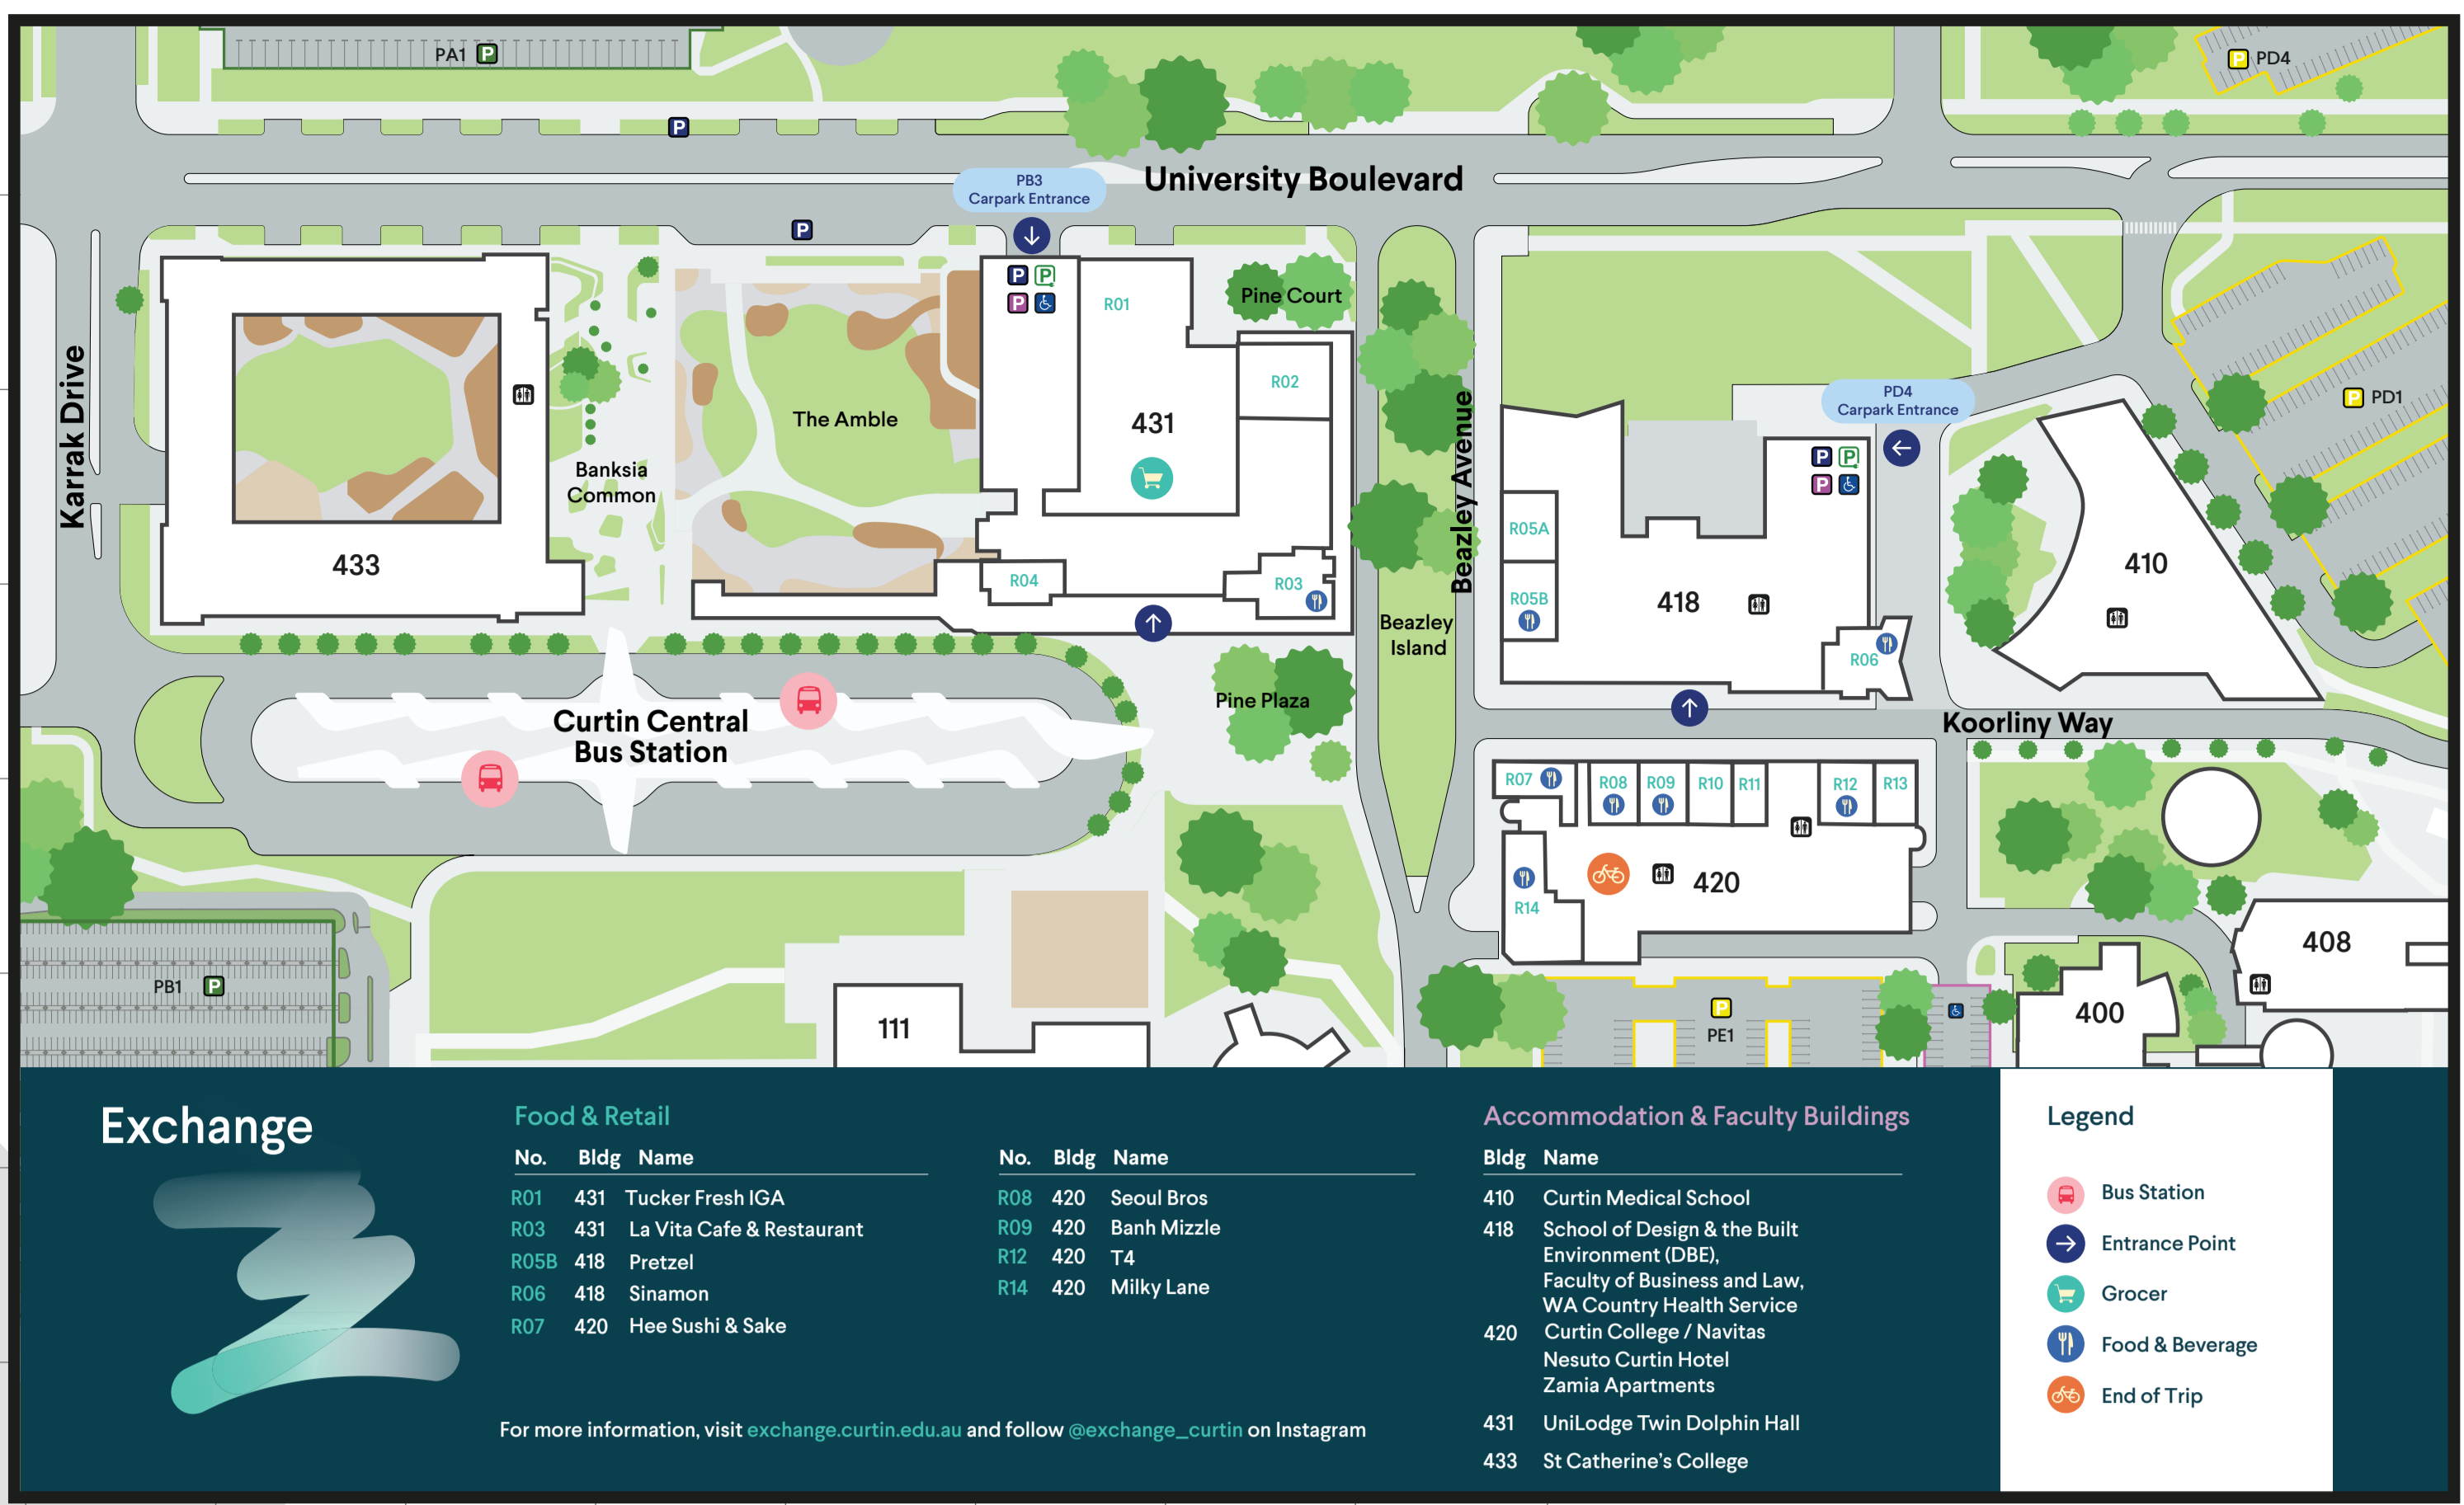 PA1 P
P PD4
P
PB3
Carpark Entrance
University Boulevard
P
P P
P
R01
Pine Court
R02
Karrak Drive
The Amble
431
Beazley Avenue
PD4
Carpark Entrance
P PD1
Banksia
Common
P P
P
433
R04
R03
R05A
R05B
418
410
R06
Beazley
Island
Pine Plaza
Curtin Central
Bus Station
Koorliny Way
R07
R08
R09
R10
R11
R12
R13
420
R14
PB1 P
111
P
PE1
400
408
Exchange
Food & Retail
No. Bldg Name
R01 431 Tucker Fresh IGA
R03 431 La Vita Cafe & Restaurant
R05B 418 Pretzel
R06 418 Sinamon
R07 420 Hee Sushi & Sake
No. Bldg Name
R08 420 Seoul Bros
R09 420 Banh Mizzle
R12 420 T4
R14 420 Milky Lane
For more information, visit exchange.curtin.edu.au and follow @exchange_curtin on Instagram
Accommodation & Faculty Buildings
Bldg Name
410 Curtin Medical School
418 School of Design & the Built
Environment (DBE),
Faculty of Business and Law,
WA Country Health Service
420 Curtin College / Navitas
Nesuto Curtin Hotel
Zamia Apartments
431 UniLodge Twin Dolphin Hall
433 St Catherine's College
Legend
Bus Station
Entrance Point
Grocer
Food & Beverage
End of Trip